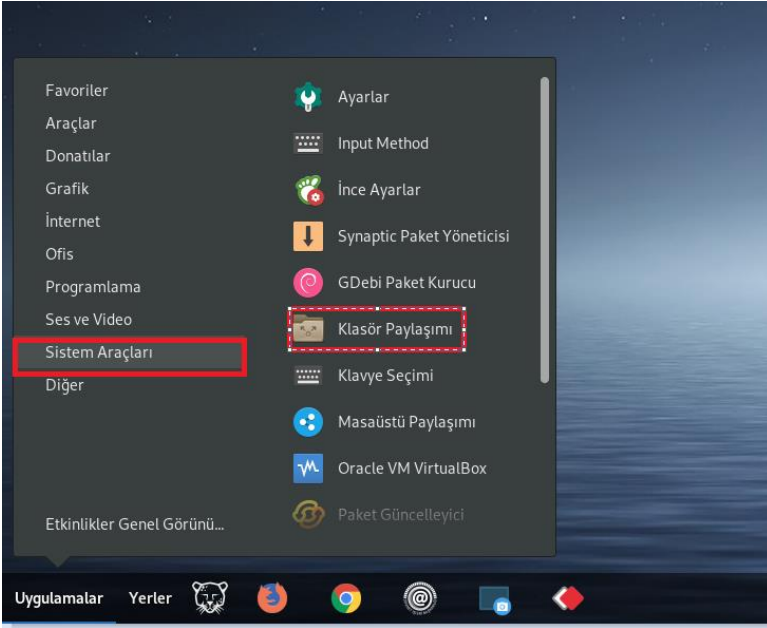 Favoriler
Araçlar
Donatılar
Grafik
İnternet
Ofis
Programlama
Ses ve Video
Sistem Araçları
Diğer
Etkinlikler Genel Görünü...
Ayarlar
Input Method
İnce Ayarlar
Synaptic Paket Yöneticisi
GDebi Paket Kurucu
Klasör Paylaşımı
Klavye Seçimi
Masaüstü Paylaşımı
Oracle VM VirtualBox
Paket Güncelleyici
Uygulamalar Yerler